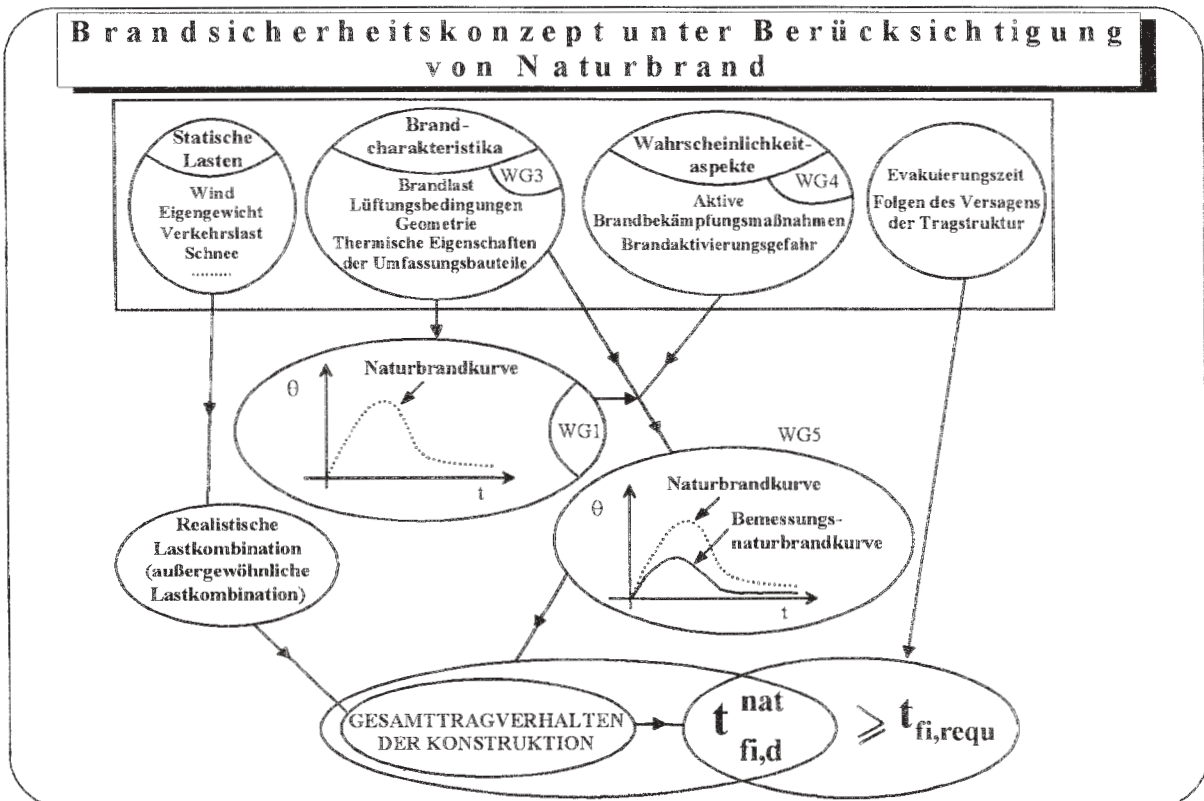 Brandsicherheitskonzept unter Berücksichtigung
von Naturbrand
Statische
Lasten
Wind
Eigengewicht
Verkehrslast
Schnee
.........
Brand-
charakteristika
WG3
Brandlast
Lüftungsbedingungen
Geometrie
Thermische Eigenschaften
der Umfassungsbauteile
Wahrscheinlichkeit-
aspekte
WG4
Aktive
Brandbekämpfungsmaßnahmen
Brandaktivierungsgefahr
Evakuierungszeit
Folgen des Versagens
der Tragstruktur
θ
Naturbrandkurve
WG1
t
WG5
θ
Naturbrandkurve
Bemessungs-
naturbrandkurve
t
Realistische
Lastkombination
(außergewöhnliche
Lastkombination)
GESAMTTRAGVERHALTEN
DER KONSTRUKTION
t nat fi,d ⩾ t fi,requ